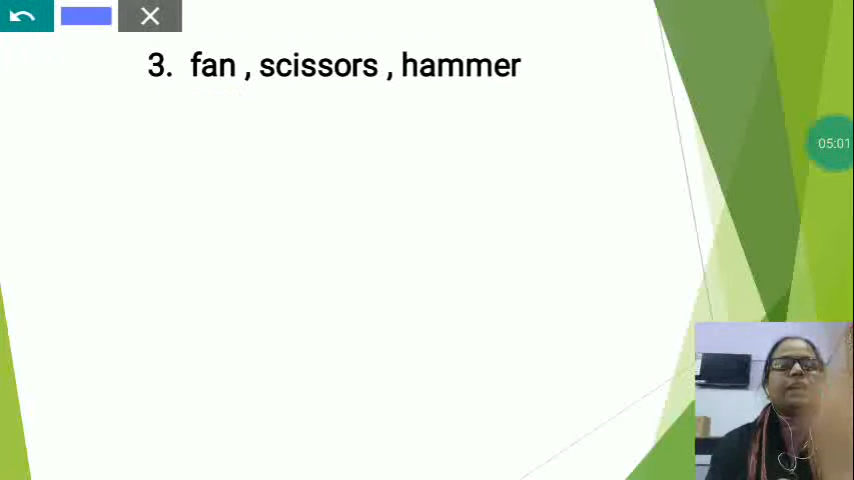 3. fan , scissors , hammer
05:01